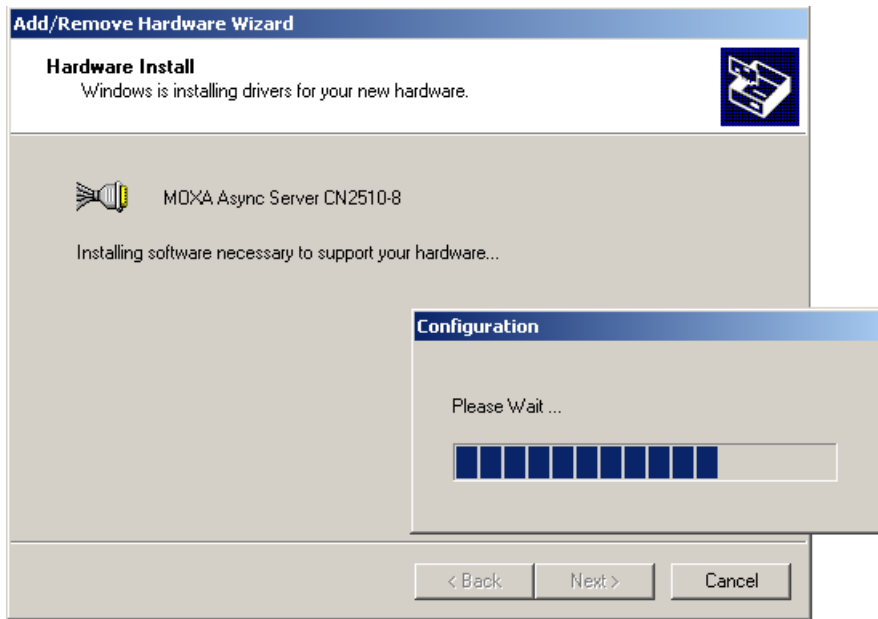 Add/Remove Hardware Wizard
Hardware Install
Windows is installing drivers for your new hardware.
MOXA Async Server CN2510-8
Installing software necessary to support your hardware...
Configuration
Please Wait ...
< Back
Next >
Cancel